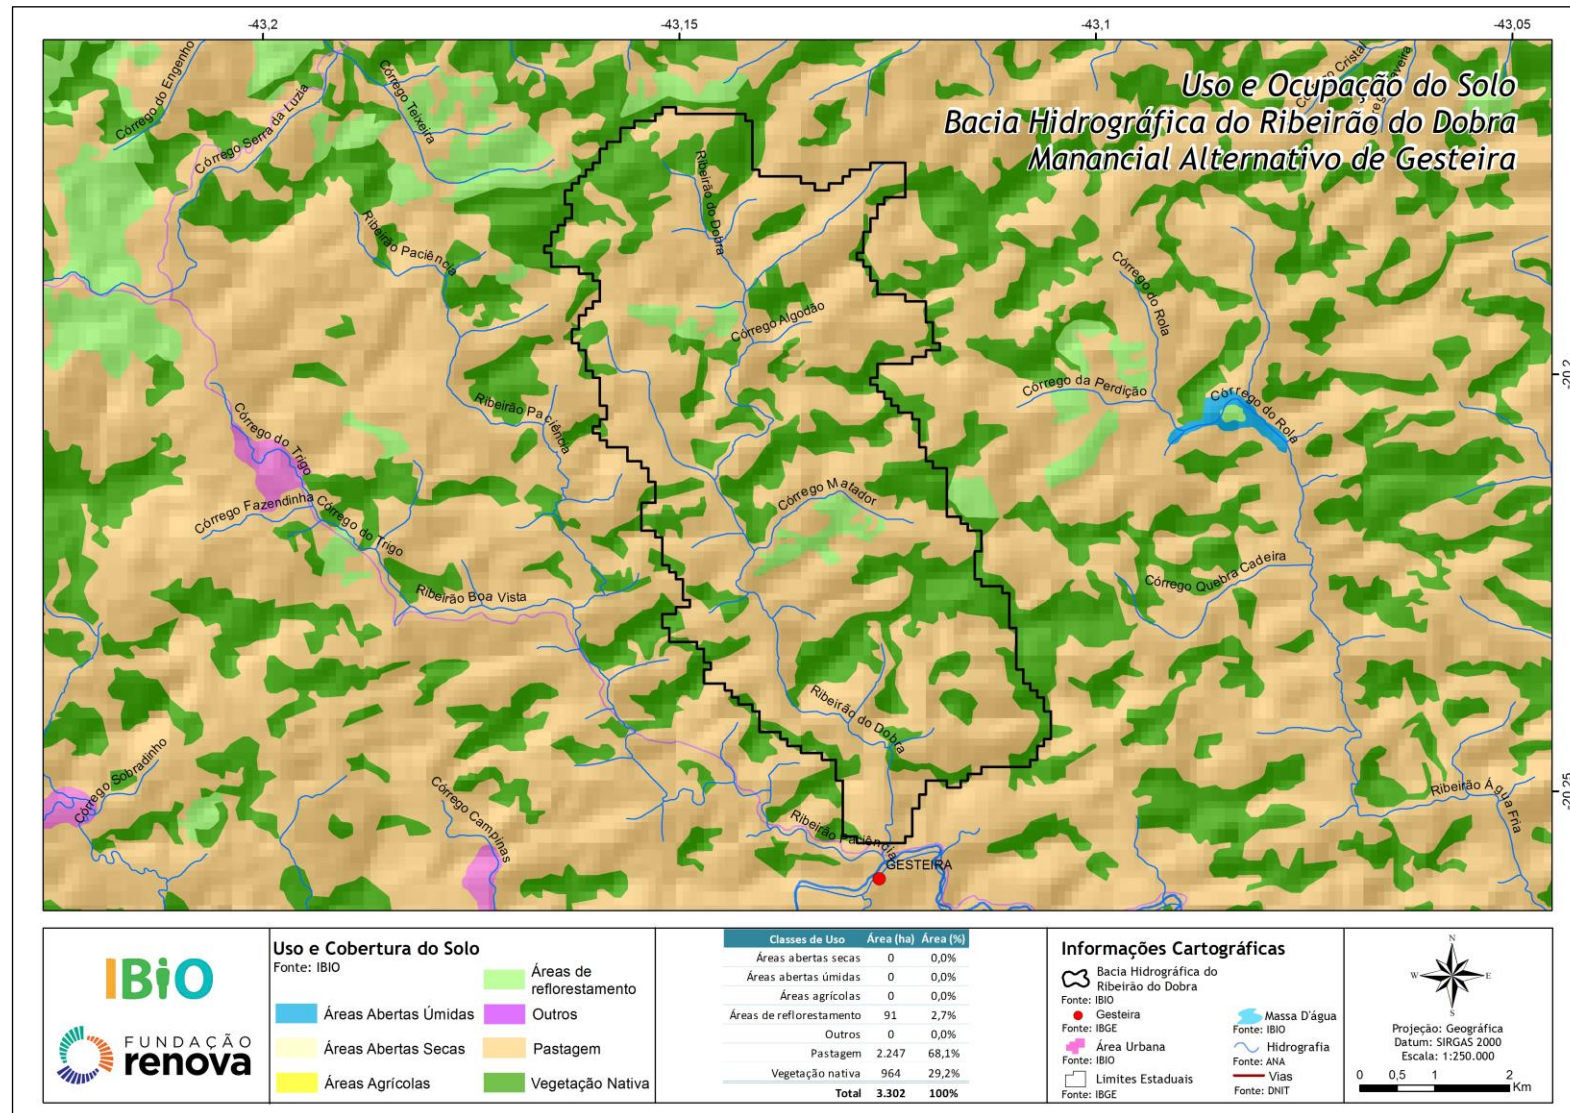 -43,2
-43,15
-43,1
-43,05
Uso e Ocupação do Solo
Bacia Hidrográfica do Ribeirão do Dobra
Manancial Alternativo de Gesteira
Córrego do Engenho
Córrego Serra da Luzia
Córrego Teixeira
Ribeirão do Dobra
Ribeirão Paciência
Córrego do Rola
Córrego Algodão
-20,2
Córrego da Perdição
Córrego do Rola
Ribeirão Paciência
Córrego do Trigo
Córrego Matador
Córrego Fazendinha
Córrego do Trigo
Córrego Quebra Cadeira
Ribeirão Boa Vista
Ribeirão do Dobra
Córrego Sobradinho
Córrego Campinas
Ribeirão Água Fria
-20,25
Ribeirão Paciência
GESTEIRA
IBiO
FUNDAÇÃO
renova
Uso e Cobertura do Solo
Fonte: IBIO
Áreas de
reflorestamento
Áreas Abertas Úmidas
Outros
Áreas Abertas Secas
Pastagem
Áreas Agrícolas
Vegetação Nativa
Classes de Uso Área (ha) Área (%)
Áreas abertas secas 0 0,0%
Áreas abertas úmidas 0 0,0%
Áreas agrícolas 0 0,0%
Áreas de reflorestamento 91 2,7%
Outros 0 0,0%
Pastagem 2.247 68,1%
Vegetação nativa 964 29,2%
Total 3.302 100%
Informações Cartográficas
Bacia Hidrográfica do
Ribeirão do Dobra
Fonte: IBIO
Gesteira
Fonte: IBGE
Área Urbana
Fonte: IBIO
Limites Estaduais
Fonte: IBGE
Massa D'água
Fonte: IBIO
Hidrografia
Fonte: ANA
Vias
Fonte: DNIT
N
W E
S
Projeção: Geográfica
Datum: SIRGAS 2000
Escala: 1:250.000
0 0,5 1 2
Km